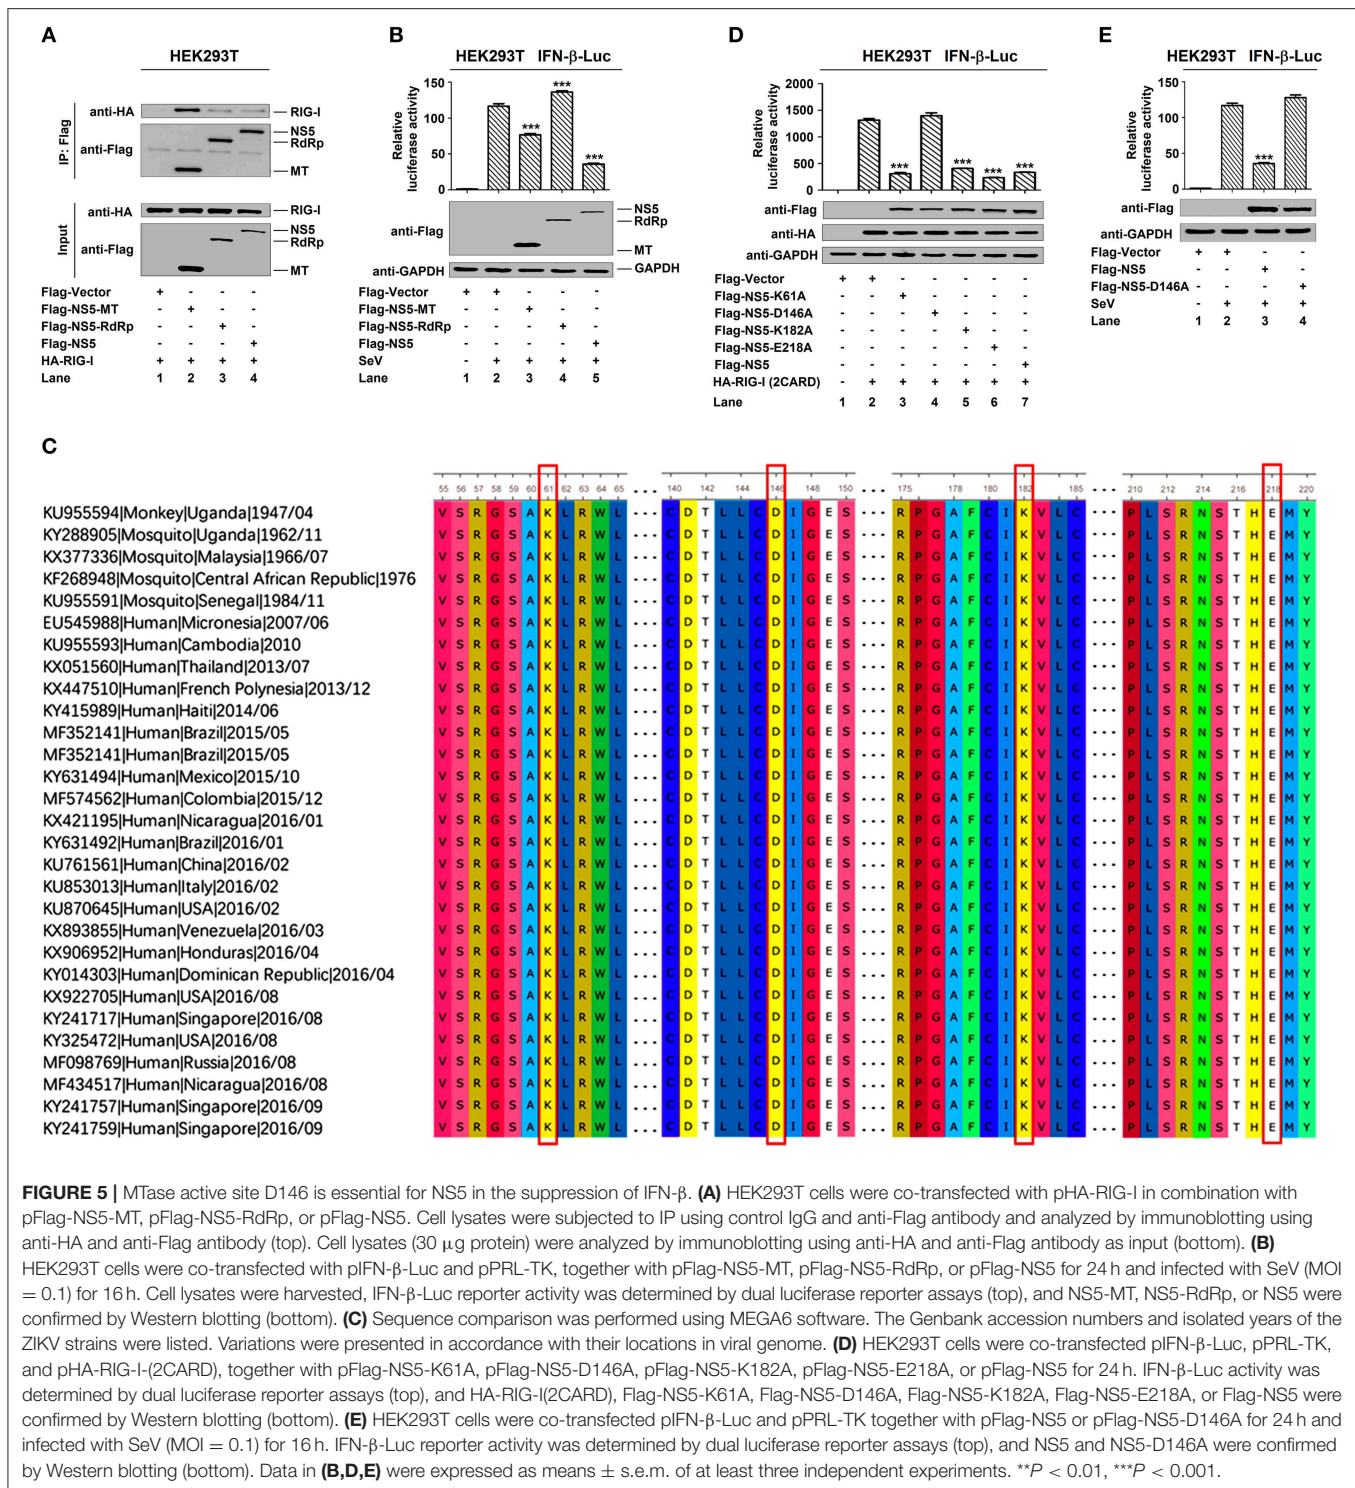 A
HEK293T
IP: Flag
anti-HA
RIG-I
anti-Flag
NS5
RdRp
MT
Input
anti-HA
RIG-I
anti-Flag
NS5
RdRp
MT
Flag-Vector + - - -
Flag-NS5-MT - + - -
Flag-NS5-RdRp - - + -
Flag-NS5 - - - +
HA-RIG-I + + + +
Lane 1 2 3 4
B
HEK293T IFN-β-Luc
Relative luciferase activity
150
100
50
0
***
***
***
anti-Flag
NS5
RdRp
MT
anti-GAPDH
GAPDH
Flag-Vector + + - - -
Flag-NS5-MT - - + - -
Flag-NS5-RdRp - - - + -
Flag-NS5 - - - - +
SeV - + + + +
Lane 1 2 3 4 5
D
HEK293T IFN-β-Luc
Relative luciferase activity
2000
1500
1000
500
0
***
***
***
***
anti-Flag
anti-HA
anti-GAPDH
Flag-Vector + + - - - - -
Flag-NS5-K61A - - + - - - -
Flag-NS5-D146A - - - + - - -
Flag-NS5-K182A - - - - + - -
Flag-NS5-E218A - - - - - + -
Flag-NS5 - - - - - - +
HA-RIG-I (2CARD) - + + + + + +
Lane 1 2 3 4 5 6 7
E
HEK293T IFN-β-Luc
Relative luciferase activity
150
100
50
0
***
anti-Flag
anti-GAPDH
Flag-Vector + + - -
Flag-NS5 - - + -
Flag-NS5-D146A - - - +
SeV - + + +
Lane 1 2 3 4
C
55 56 57 58 59 60 61 62 63 64 65 ... 140 142 144 146 148 150 ... 175 178 180 182 185 ... 210 212 214 216 218 220
KU955594|Monkey|Uganda|1947/04 V S R G S A K L R W L ... C D T L L C D I G E S ... R P G A F C I K V L C ... P L S R N S T H E M Y
KY288905|Mosquito|Uganda|1962/11 V S R G S A K L R W L ... C D T L L C D I G E S ... R P G A F C I K V L C ... P L S R N S T H E M Y
KX377336|Mosquito|Malaysia|1966/07 V S R G S A K L R W L ... C D T L L C D I G E S ... R P G A F C I K V L C ... P L S R N S T H E M Y
KF268948|Mosquito|Central African Republic|1976 V S R G S A K L R W L ... C D T L L C D I G E S ... R P G A F C I K V L C ... P L S R N S T H E M Y
KU955591|Mosquito|Senegal|1984/11 V S R G S A K L R W L ... C D T L L C D I G E S ... R P G A F C I K V L C ... P L S R N S T H E M Y
EU545988|Human|Micronesia|2007/06 V S R G S A K L R W L ... C D T L L C D I G E S ... R P G A F C I K V L C ... P L S R N S T H E M Y
KU955593|Human|Cambodia|2010 V S R G S A K L R W L ... C D T L L C D I G E S ... R P G A F C I K V L C ... P L S R N S T H E M Y
KX051560|Human|Thailand|2013/07 V S R G S A K L R W L ... C D T L L C D I G E S ... R P G A F C I K V L C ... P L S R N S T H E M Y
KX447510|Human|French Polynesia|2013/12 V S R G S A K L R W L ... C D T L L C D I G E S ... R P G A F C I K V L C ... P L S R N S T H E M Y
KY415989|Human|Haiti|2014/06 V S R G S A K L R W L ... C D T L L C D I G E S ... R P G A F C I K V L C ... P L S R N S T H E M Y
MF352141|Human|Brazil|2015/05 V S R G S A K L R W L ... C D T L L C D I G E S ... R P G A F C I K V L C ... P L S R N S T H E M Y
MF352141|Human|Brazil|2015/05 V S R G S A K L R W L ... C D T L L C D I G E S ... R P G A F C I K V L C ... P L S R N S T H E M Y
KY631494|Human|Mexico|2015/10 V S R G S A K L R W L ... C D T L L C D I G E S ... R P G A F C I K V L C ... P L S R N S T H E M Y
MF574562|Human|Colombia|2015/12 V S R G S A K L R W L ... C D T L L C D I G E S ... R P G A F C I K V L C ... P L S R N S T H E M Y
KX421195|Human|Nicaragua|2016/01 V S R G S A K L R W L ... C D T L L C D I G E S ... R P G A F C I K V L C ... P L S R N S T H E M Y
KY631492|Human|Brazil|2016/01 V S R G S A K L R W L ... C D T L L C D I G E S ... R P G A F C I K V L C ... P L S R N S T H E M Y
KU761561|Human|China|2016/02 V S R G S A K L R W L ... C D T L L C D I G E S ... R P G A F C I K V L C ... P L S R N S T H E M Y
KU853013|Human|Italy|2016/02 V S R G S A K L R W L ... C D T L L C D I G E S ... R P G A F C I K V L C ... P L S R N S T H E M Y
KU870645|Human|USA|2016/02 V S R G S A K L R W L ... C D T L L C D I G E S ... R P G A F C I K V L C ... P L S R N S T H E M Y
KX893855|Human|Venezuela|2016/03 V S R G S A K L R W L ... C D T L L C D I G E S ... R P G A F C I K V L C ... P L S R N S T H E M Y
KX906952|Human|Honduras|2016/04 V S R G S A K L R W L ... C D T L L C D I G E S ... R P G A F C I K V L C ... P L S R N S T H E M Y
KY014303|Human|Dominican Republic|2016/04 V S R G S A K L R W L ... C D T L L C D I G E S ... R P G A F C I K V L C ... P L S R N S T H E M Y
KX922705|Human|USA|2016/08 V S R G S A K L R W L ... C D T L L C D I G E S ... R P G A F C I K V L C ... P L S R N S T H E M Y
KY241717|Human|Singapore|2016/08 V S R G S A K L R W L ... C D T L L C D I G E S ... R P G A F C I K V L C ... P L S R N S T H E M Y
KY325472|Human|USA|2016/08 V S R G S A K L R W L ... C D T L L C D I G E S ... R P G A F C I K V L C ... P L S R N S T H E M Y
MF098769|Human|Russia|2016/08 V S R G S A K L R W L ... C D T L L C D I G E S ... R P G A F C I K V L C ... P L S R N S T H E M Y
MF434517|Human|Nicaragua|2016/08 V S R G S A K L R W L ... C D T L L C D I G E S ... R P G A F C I K V L C ... P L S R N S T H E M Y
KY241757|Human|Singapore|2016/09 V S R G S A K L R W L ... C D T L L C D I G E S ... R P G A F C I K V L C ... P L S R N S T H E M Y
KY241759|Human|Singapore|2016/09 V S R G S A K L R W L ... C D T L L C D I G E S ... R P G A F C I K V L C ... P L S R N S T H E M Y
FIGURE 5 | MTase active site D146 is essential for NS5 in the suppression of IFN-β. (A) HEK293T cells were co-transfected with pHA-RIG-I in combination with
pFlag-NS5-MT, pFlag-NS5-RdRp, or pFlag-NS5. Cell lysates were subjected to IP using control IgG and anti-Flag antibody and analyzed by immunoblotting using
anti-HA and anti-Flag antibody (top). Cell lysates (30 μg protein) were analyzed by immunoblotting using anti-HA and anti-Flag antibody as input (bottom). (B)
HEK293T cells were co-transfected with pIFN-β-Luc and pPRL-TK, together with pFlag-NS5-MT, pFlag-NS5-RdRp, or pFlag-NS5 for 24 h and infected with SeV (MOI
= 0.1) for 16 h. Cell lysates were harvested, IFN-β-Luc reporter activity was determined by dual luciferase reporter assays (top), and NS5-MT, NS5-RdRp, or NS5 were
confirmed by Western blotting (bottom). (C) Sequence comparison was performed using MEGA6 software. The Genbank accession numbers and isolated years of the
ZIKV strains were listed. Variations were presented in accordance with their locations in viral genome. (D) HEK293T cells were co-transfected pIFN-β-Luc, pPRL-TK,
and pHA-RIG-I-(2CARD), together with pFlag-NS5-K61A, pFlag-NS5-D146A, pFlag-NS5-K182A, pFlag-NS5-E218A, or pFlag-NS5 for 24 h. IFN-β-Luc activity was
determined by dual luciferase reporter assays (top), and HA-RIG-I(2CARD), Flag-NS5-K61A, Flag-NS5-D146A, Flag-NS5-K182A, Flag-NS5-E218A, or Flag-NS5 were
confirmed by Western blotting (bottom). (E) HEK293T cells were co-transfected pIFN-β-Luc and pPRL-TK together with pFlag-NS5 or pFlag-NS5-D146A for 24 h and
infected with SeV (MOI = 0.1) for 16 h. IFN-β-Luc reporter activity was determined by dual luciferase reporter assays (top), and NS5 and NS5-D146A were confirmed
by Western blotting (bottom). Data in (B,D,E) were expressed as means ± s.e.m. of at least three independent experiments. **P < 0.01, ***P < 0.001.